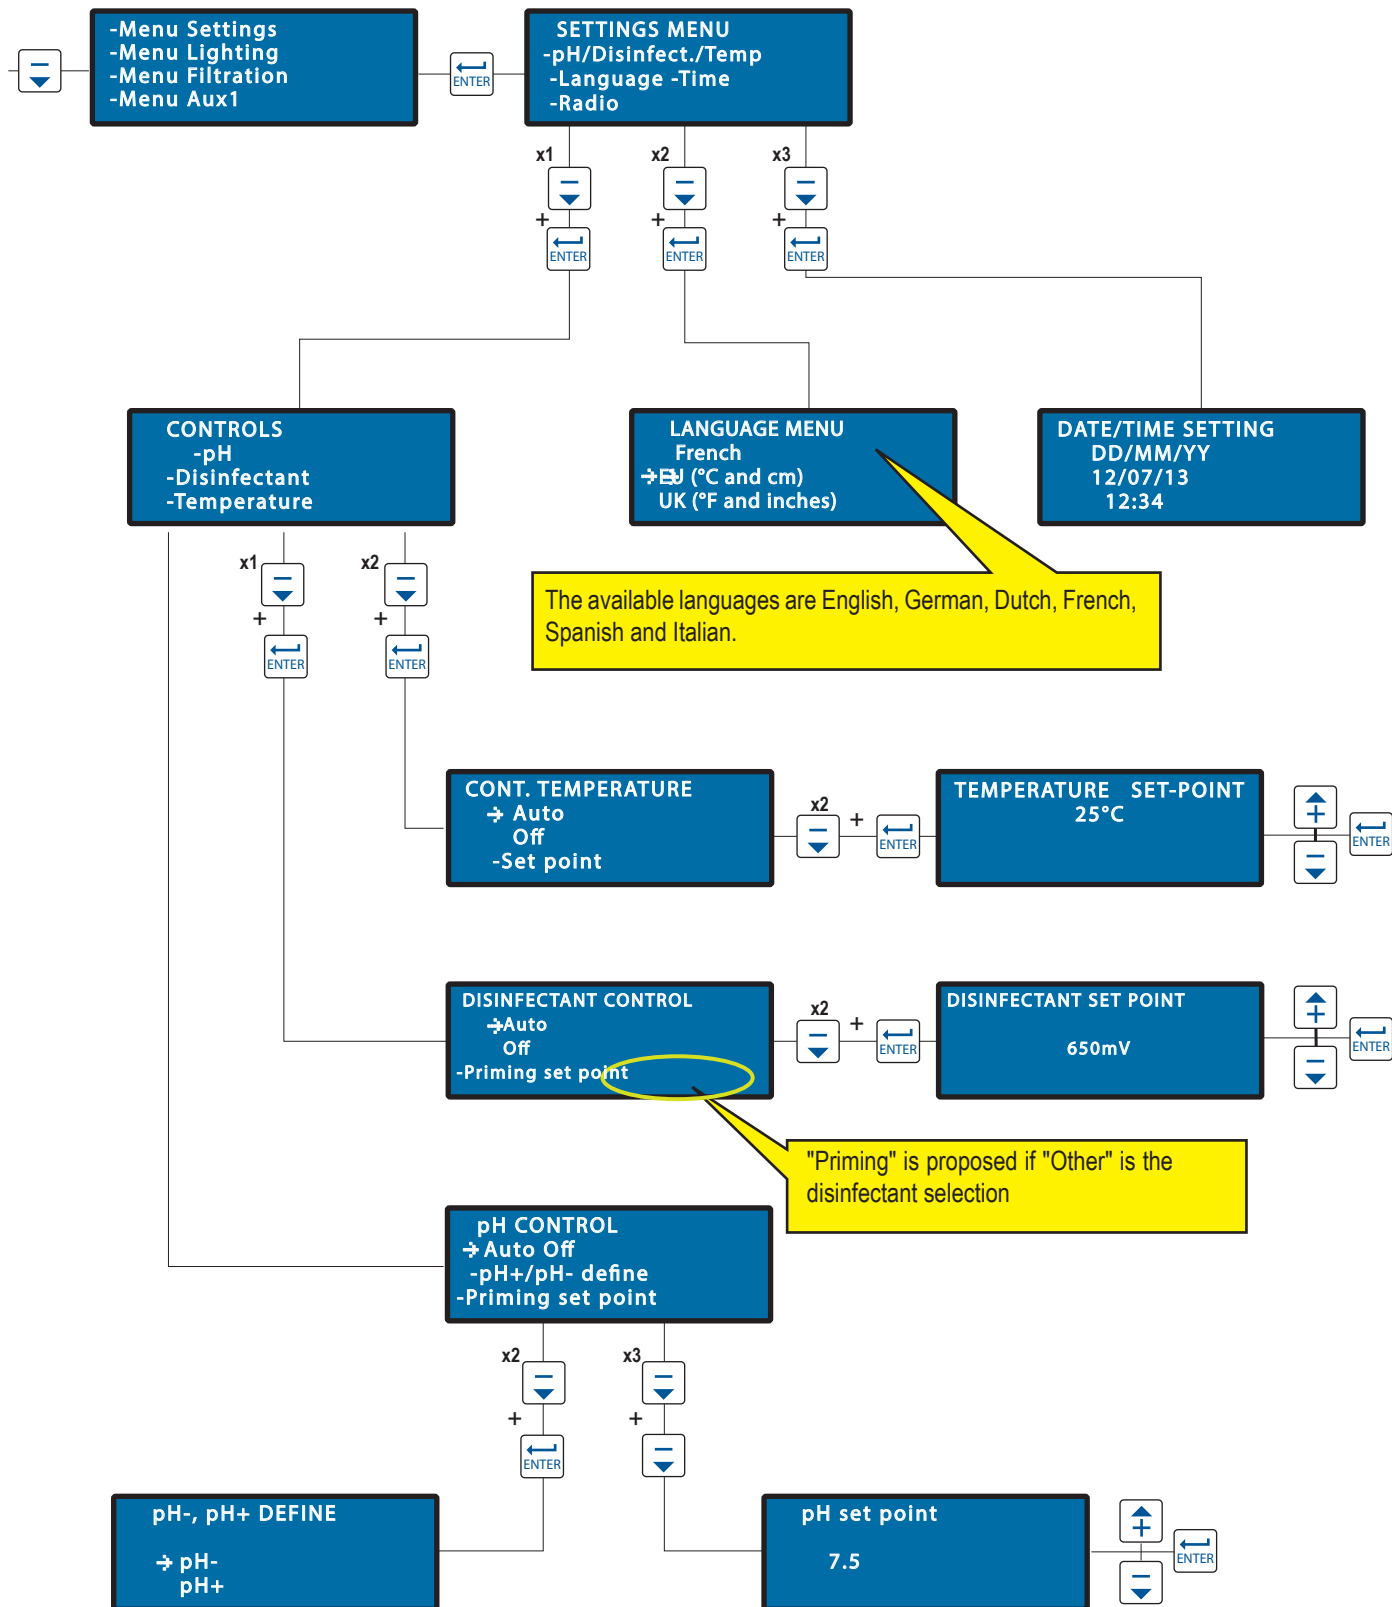 -Menu Settings
-Menu Lighting
-Menu Filtration
-Menu Aux1
ENTER
SETTINGS MENU
-pH/Disinfect./Temp
-Language -Time
-Radio
x1
x2
x3
+
+
+
ENTER
ENTER
ENTER
CONTROLS
-pH
-Disinfectant
-Temperature
LANGUAGE MENU
French
EU (°C and cm)
UK (°F and inches)
DATE/TIME SETTING
DD/MM/YY
12/07/13
12:34
x1
x2
+
+
ENTER
ENTER
The available languages are English, German, Dutch, French,
Spanish and Italian.
CONT. TEMPERATURE
Auto
Off
-Set point
x2
+
ENTER
TEMPERATURE SET-POINT
25°C
+
ENTER
DISINFECTANT CONTROL
Auto
Off
-Priming set point
x2
+
ENTER
DISINFECTANT SET POINT
650mV
+
ENTER
"Priming" is proposed if "Other" is the
disinfectant selection
pH CONTROL
Auto Off
-pH+/pH- define
-Priming set point
x2
x3
+
+
ENTER
pH-, pH+ DEFINE
pH-
pH+
pH set point
7.5
+
ENTER